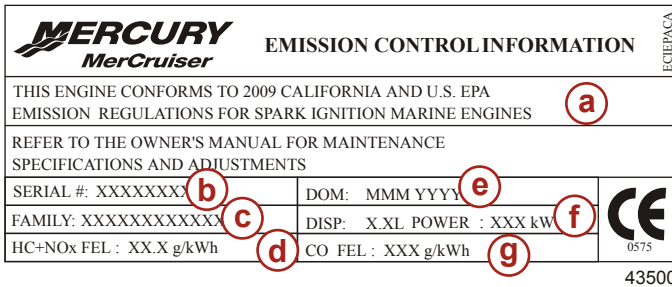 MERCURY
MerCruiser
EMISSION CONTROL INFORMATION
ECIEPACA
THIS ENGINE CONFORMS TO 2009 CALIFORNIA AND U.S. EPA
EMISSION REGULATIONS FOR SPARK IGNITION MARINE ENGINES
a
REFER TO THE OWNER'S MANUAL FOR MAINTENANCE
SPECIFICATIONS AND ADJUSTMENTS
SERIAL #: XXXXXXXX b
DOM: MMM YYYY e
FAMILY: XXXXXXXXXXXX c
DISP: X.XL POWER : XXX kW f
HC+NOx FEL : XX.X g/kWh d
CO FEL : XXX g/kWh g
CE
0575
43500